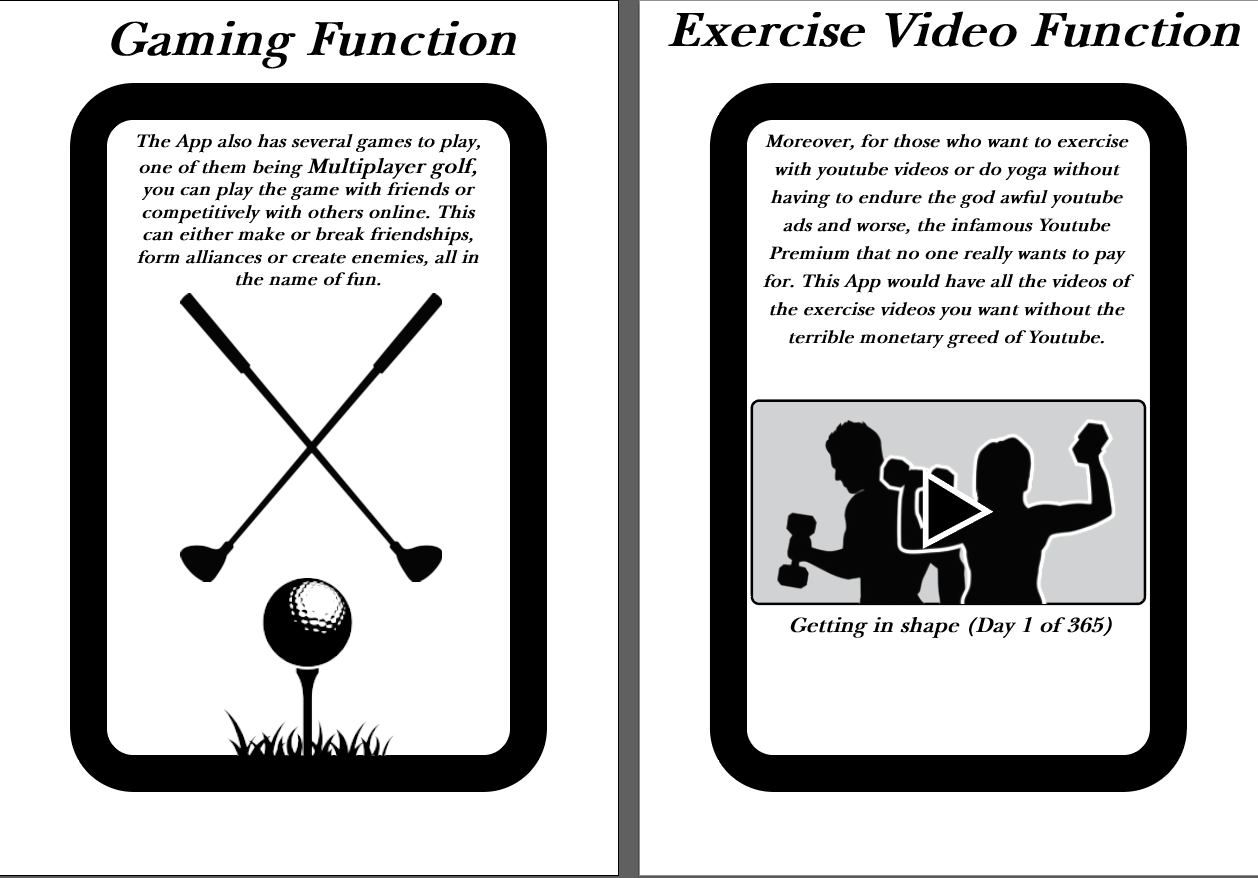 Gaming Function
The App also has several games to play,
one of them being Multiplayer golf,
you can play the game with friends or
competitively with others online. This
can either make or break friendships,
form alliances or create enemies, all in
the name of fun.
Exercise Video Function
Moreover, for those who want to exercise
with youtube videos or do yoga without
having to endure the god awful youtube
ads and worse, the infamous Youtube
Premium that no one really wants to pay
for. This App would have all the videos of
the exercise videos you want without the
terrible monetary greed of Youtube.
Getting in shape (Day 1 of 365)